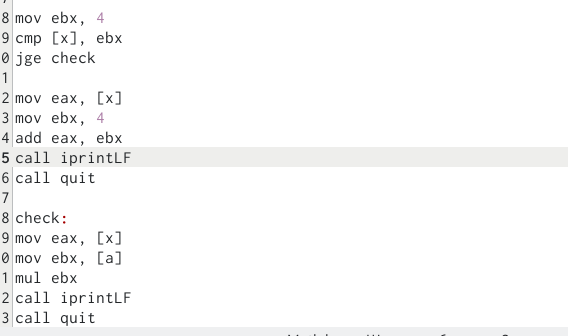 8 mov ebx, 4
9 cmp [x], ebx
0 jge check
1
2 mov eax, [x]
3 mov ebx, 4
4 add eax, ebx
5 call iprintLF
6 call quit
7
8 check:
9 mov eax, [x]
0 mov ebx, [a]
1 mul ebx
2 call iprintLF
3 call quit